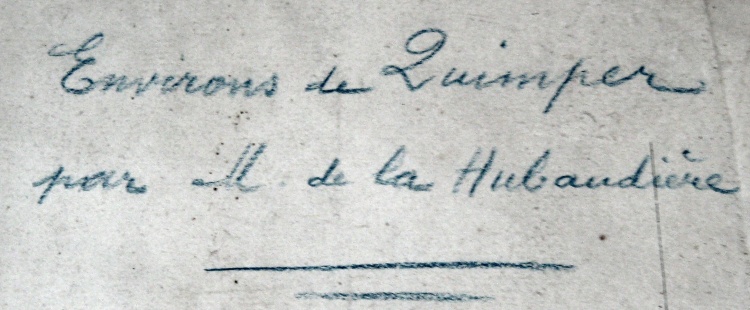 Environs de Quimper
par M. de la Hubaudière